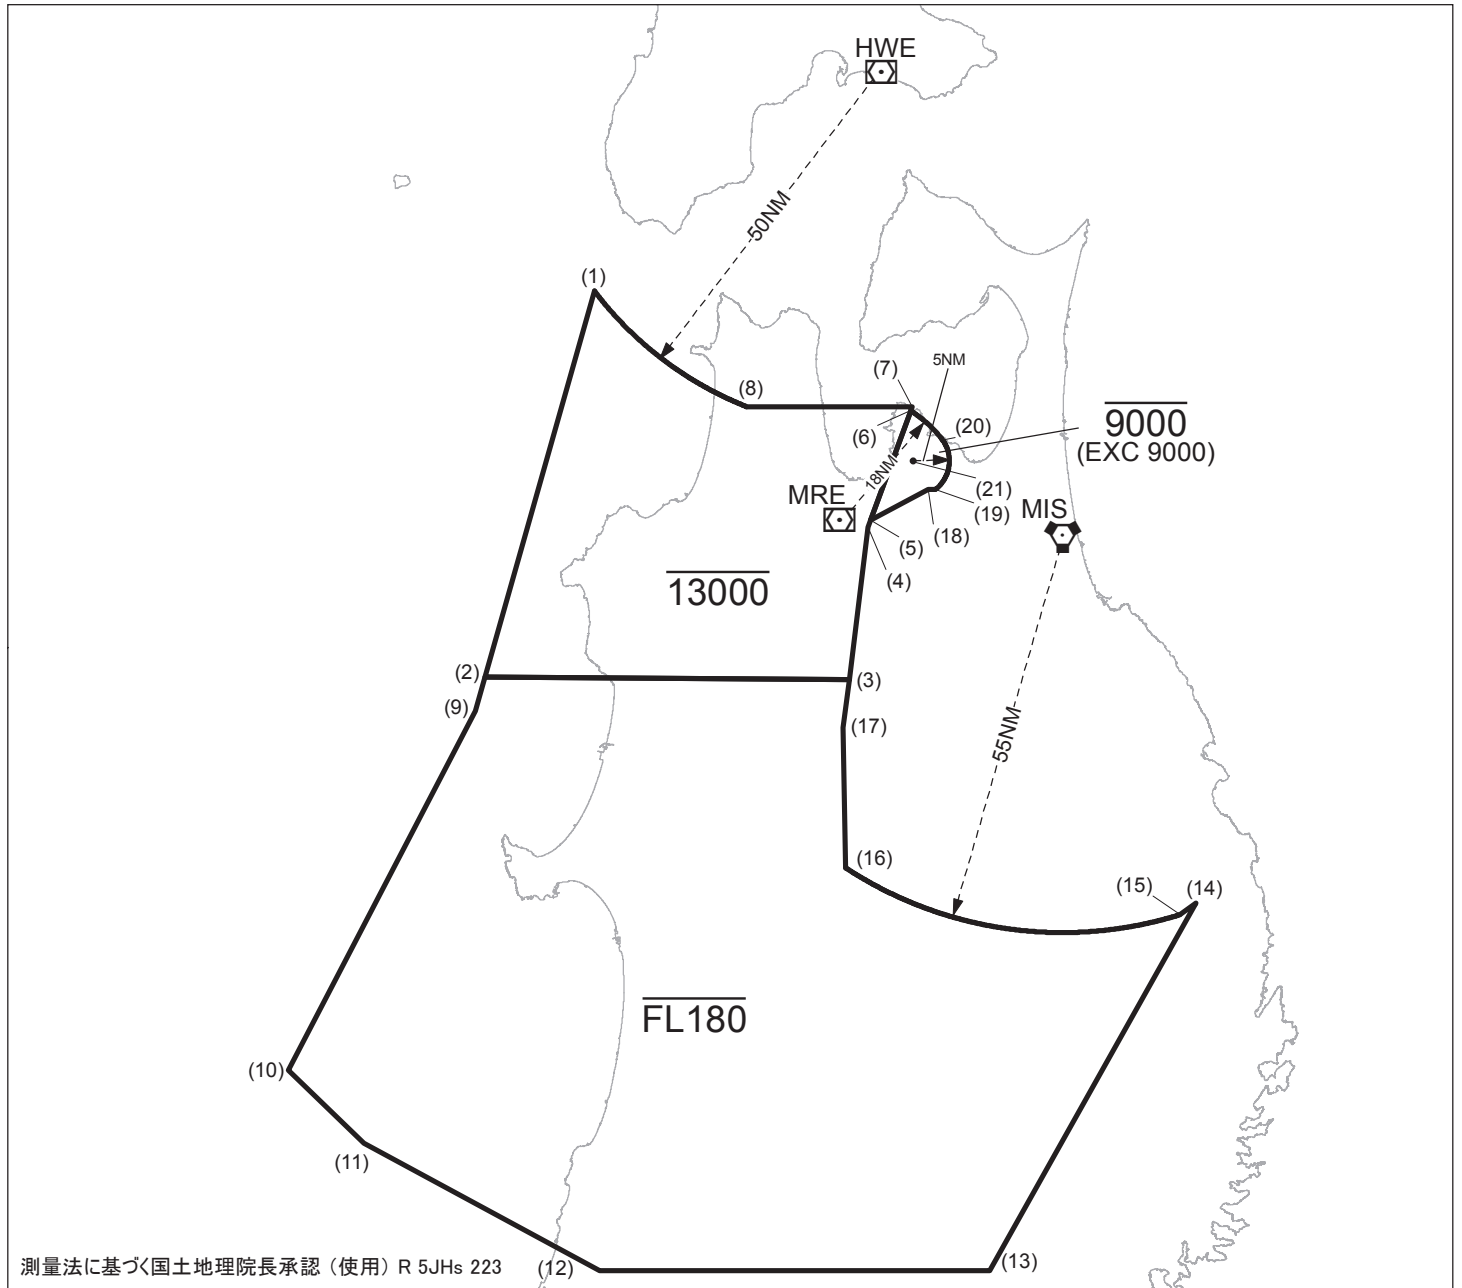 HWE
50NM
(1)
(8)
(7)
5NM
(6)
(20)
9000
(EXC 9000)
18NM
(21)
MRE
(19)
MIS
(18)
(5)
(4)
13000
(2)
(3)
(9)
(17)
55NM
(16)
(15)
(14)
FL180
(10)
(11)
(12)
(13)
測量法に基づく国土地理院長承認(使用) R 5JHs 223